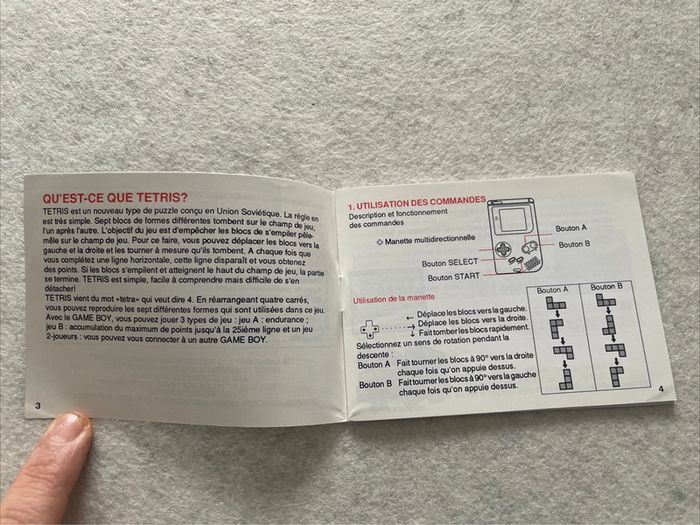 QU'EST-CE QUE TETRIS?
TETRIS est un nouveau type de puzzle conçu en Union Soviétique. La règle en
est très simple. Sept blocs de formes différentes tombent sur le champ de jeu,
l'un après l'autre. L'objectif du jeu est d'empêcher les blocs de s'empiler pêle-
mêle sur le champ de jeu. Pour ce faire, vous pouvez déplacer les blocs vers la
gauche et la droite et les tourner à mesure qu'ils tombent. A chaque fois que
vous complétez une ligne horizontale, cette ligne disparaît et vous obtenez
des points. Si les blocs s'empilent et atteignent le haut du champ de jeu, la partie
se termine. TETRIS est simple, facile à comprendre mais difficile de s'en
détacher!
TETRIS vient du mot «tetra» qui veut dire 4. En réarrangeant quatre carrés,
vous pouvez reproduire les sept différentes formes qui sont utilisées dans ce jeu.
Avec le GAME BOY, vous pouvez jouer 3 types de jeu : jeu A : endurance ;
jeu B : accumulation du maximum de points jusqu'à la 25ième ligne et un jeu
2-joueurs : vous pouvez vous connecter à un autre GAME BOY.
3
1. UTILISATION DES COMMANDES
Description et fonctionnement
des commandes
◇ Manette multidirectionnelle
Bouton A
Bouton B
Bouton SELECT
Bouton START
Utilisation de la manette
← Déplace les blocs vers la gauche.
→ Déplace les blocs vers la droite.
↓ Fait tomber les blocs rapidement.
Sélectionnez un sens de rotation pendant la
descente :
Bouton A Fait tourner les blocs à 90° vers la droite
chaque fois qu'on appuie dessus.
Bouton B Fait tourner les blocs à 90° vers la gauche
chaque fois qu'on appuie dessus.
Bouton A Bouton B
4